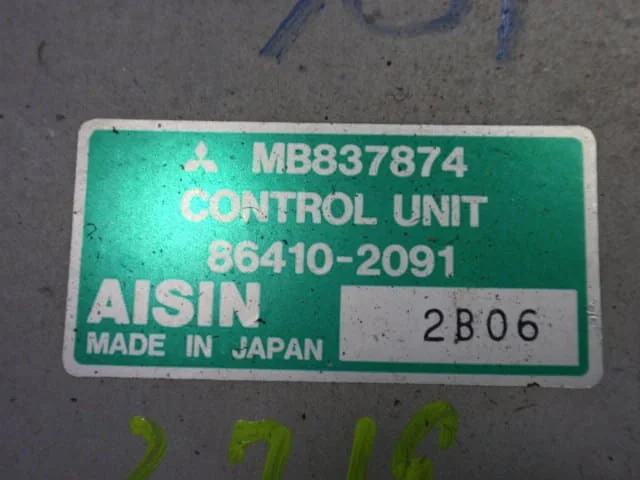 MB837874
CONTROL UNIT
86410-2091
AISIN
2B06
MADE IN JAPAN